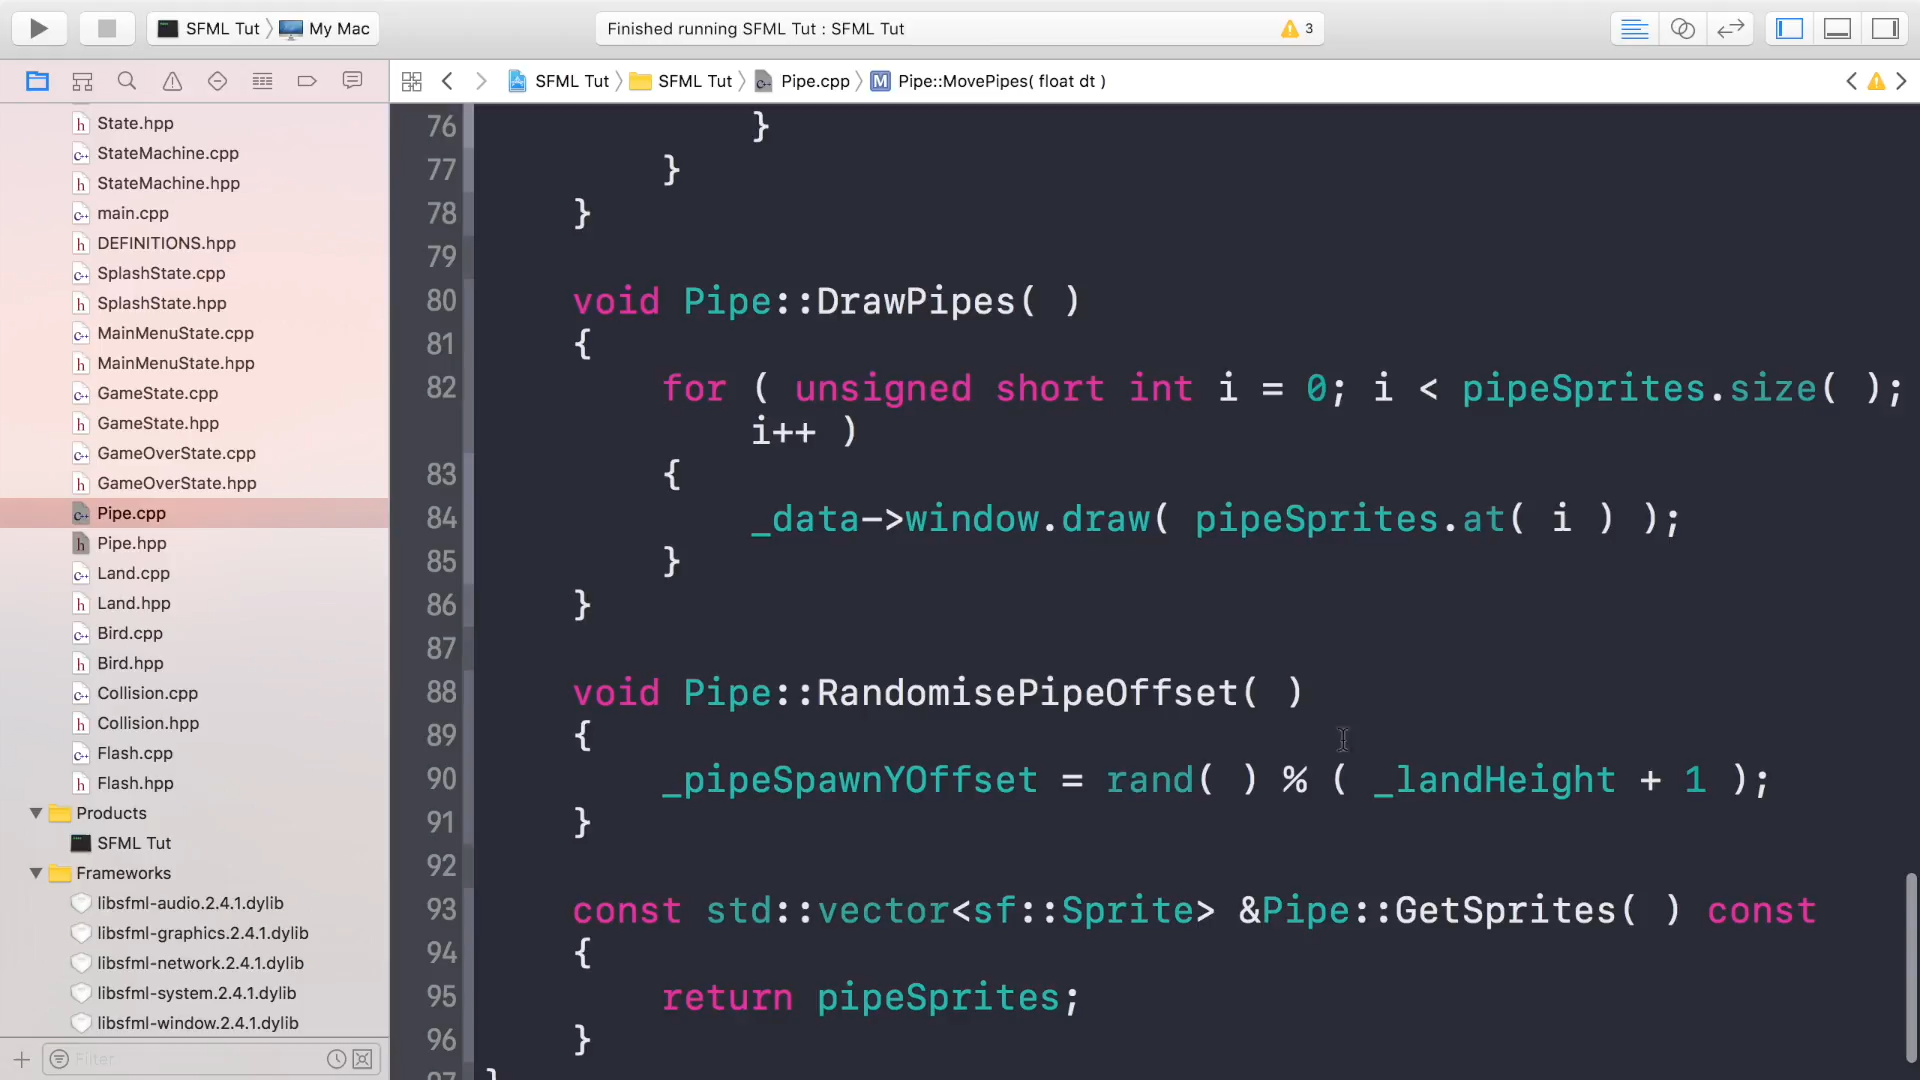 SFML Tut
My Mac
Finished running SFML Tut : SFML Tut
3
SFML Tut
SFML Tut
Pipe.cpp
M Pipe::MovePipes( float dt )
State.hpp
StateMachine.cpp
StateMachine.hpp
main.cpp
DEFINITIONS.hpp
SplashState.cpp
SplashState.hpp
MainMenuState.cpp
MainMenuState.hpp
GameState.cpp
GameState.hpp
GameOverState.cpp
GameOverState.hpp
Pipe.cpp
Pipe.hpp
Land.cpp
Land.hpp
Bird.cpp
Bird.hpp
Collision.cpp
Collision.hpp
Flash.cpp
Flash.hpp
Products
SFML Tut
Frameworks
libsfml-audio.2.4.1.dylib
libsfml-graphics.2.4.1.dylib
libsfml-network.2.4.1.dylib
libsfml-system.2.4.1.dylib
libsfml-window.2.4.1.dylib
Filter
76 }
77 }
78 }
79
80 void Pipe::DrawPipes( )
81 {
82 for ( unsigned short int i = 0; i < pipeSprites.size( );
i++ )
83 {
84 _data->window.draw( pipeSprites.at( i ) );
85 }
86 }
87
88 void Pipe::RandomisePipeOffset( )
89 {
90 _pipeSpawnYOffset = rand( ) % ( _landHeight + 1 );
91 }
92
93 const std::vector<sf::Sprite> &Pipe::GetSprites( ) const
94 {
95 return pipeSprites;
96 }
97 }